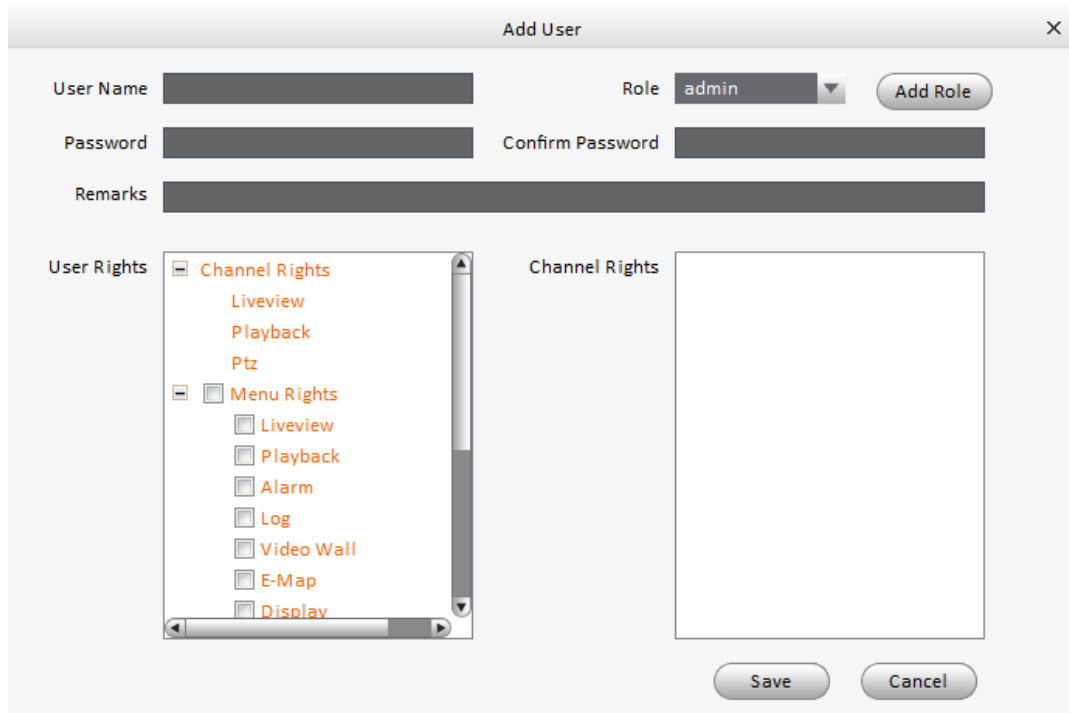 Add User
User Name
Role admin Add Role
Password
Confirm Password
Remarks
User Rights
Channel Rights
Liveview
Playback
Ptz
Menu Rights
Liveview
Playback
Alarm
Log
Video Wall
E-Map
Display
Channel Rights
Save Cancel